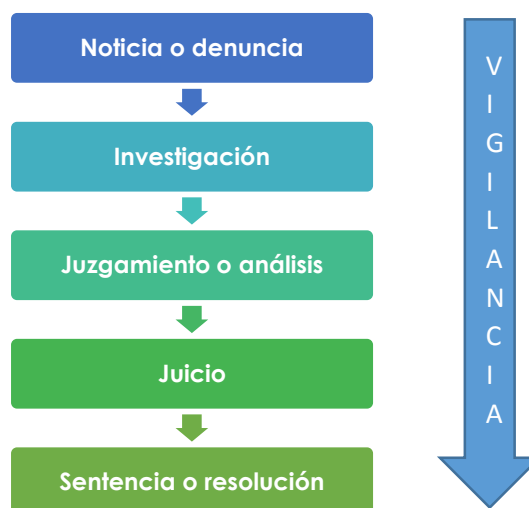 Noticia o denuncia
Investigación
Juzgamiento o análisis
Juicio
Sentencia o resolución
V
I
G
I
L
A
N
C
I
A